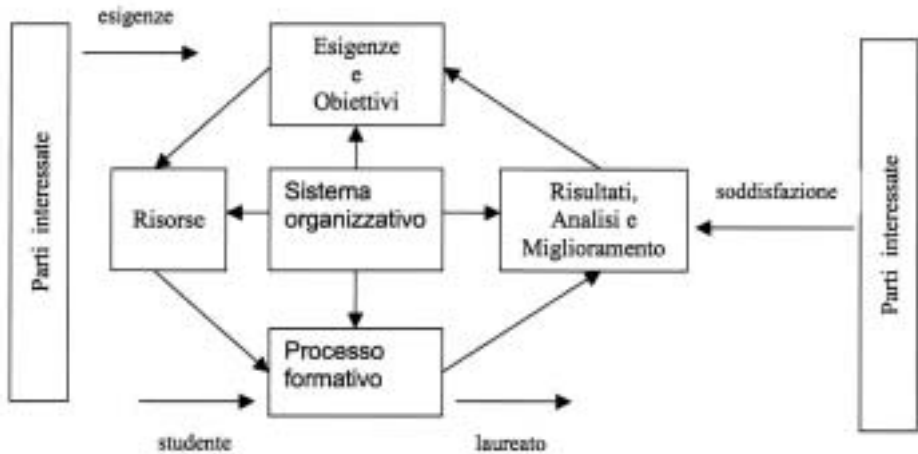 esigenze
Parti interessate
Esigenze
e
Obiettivi
Risorse
Sistema
organizzativo
Risultati,
Analisi e
Miglioramento
soddisfazione
Parti interessate
Processo
formativo
studente
laureato